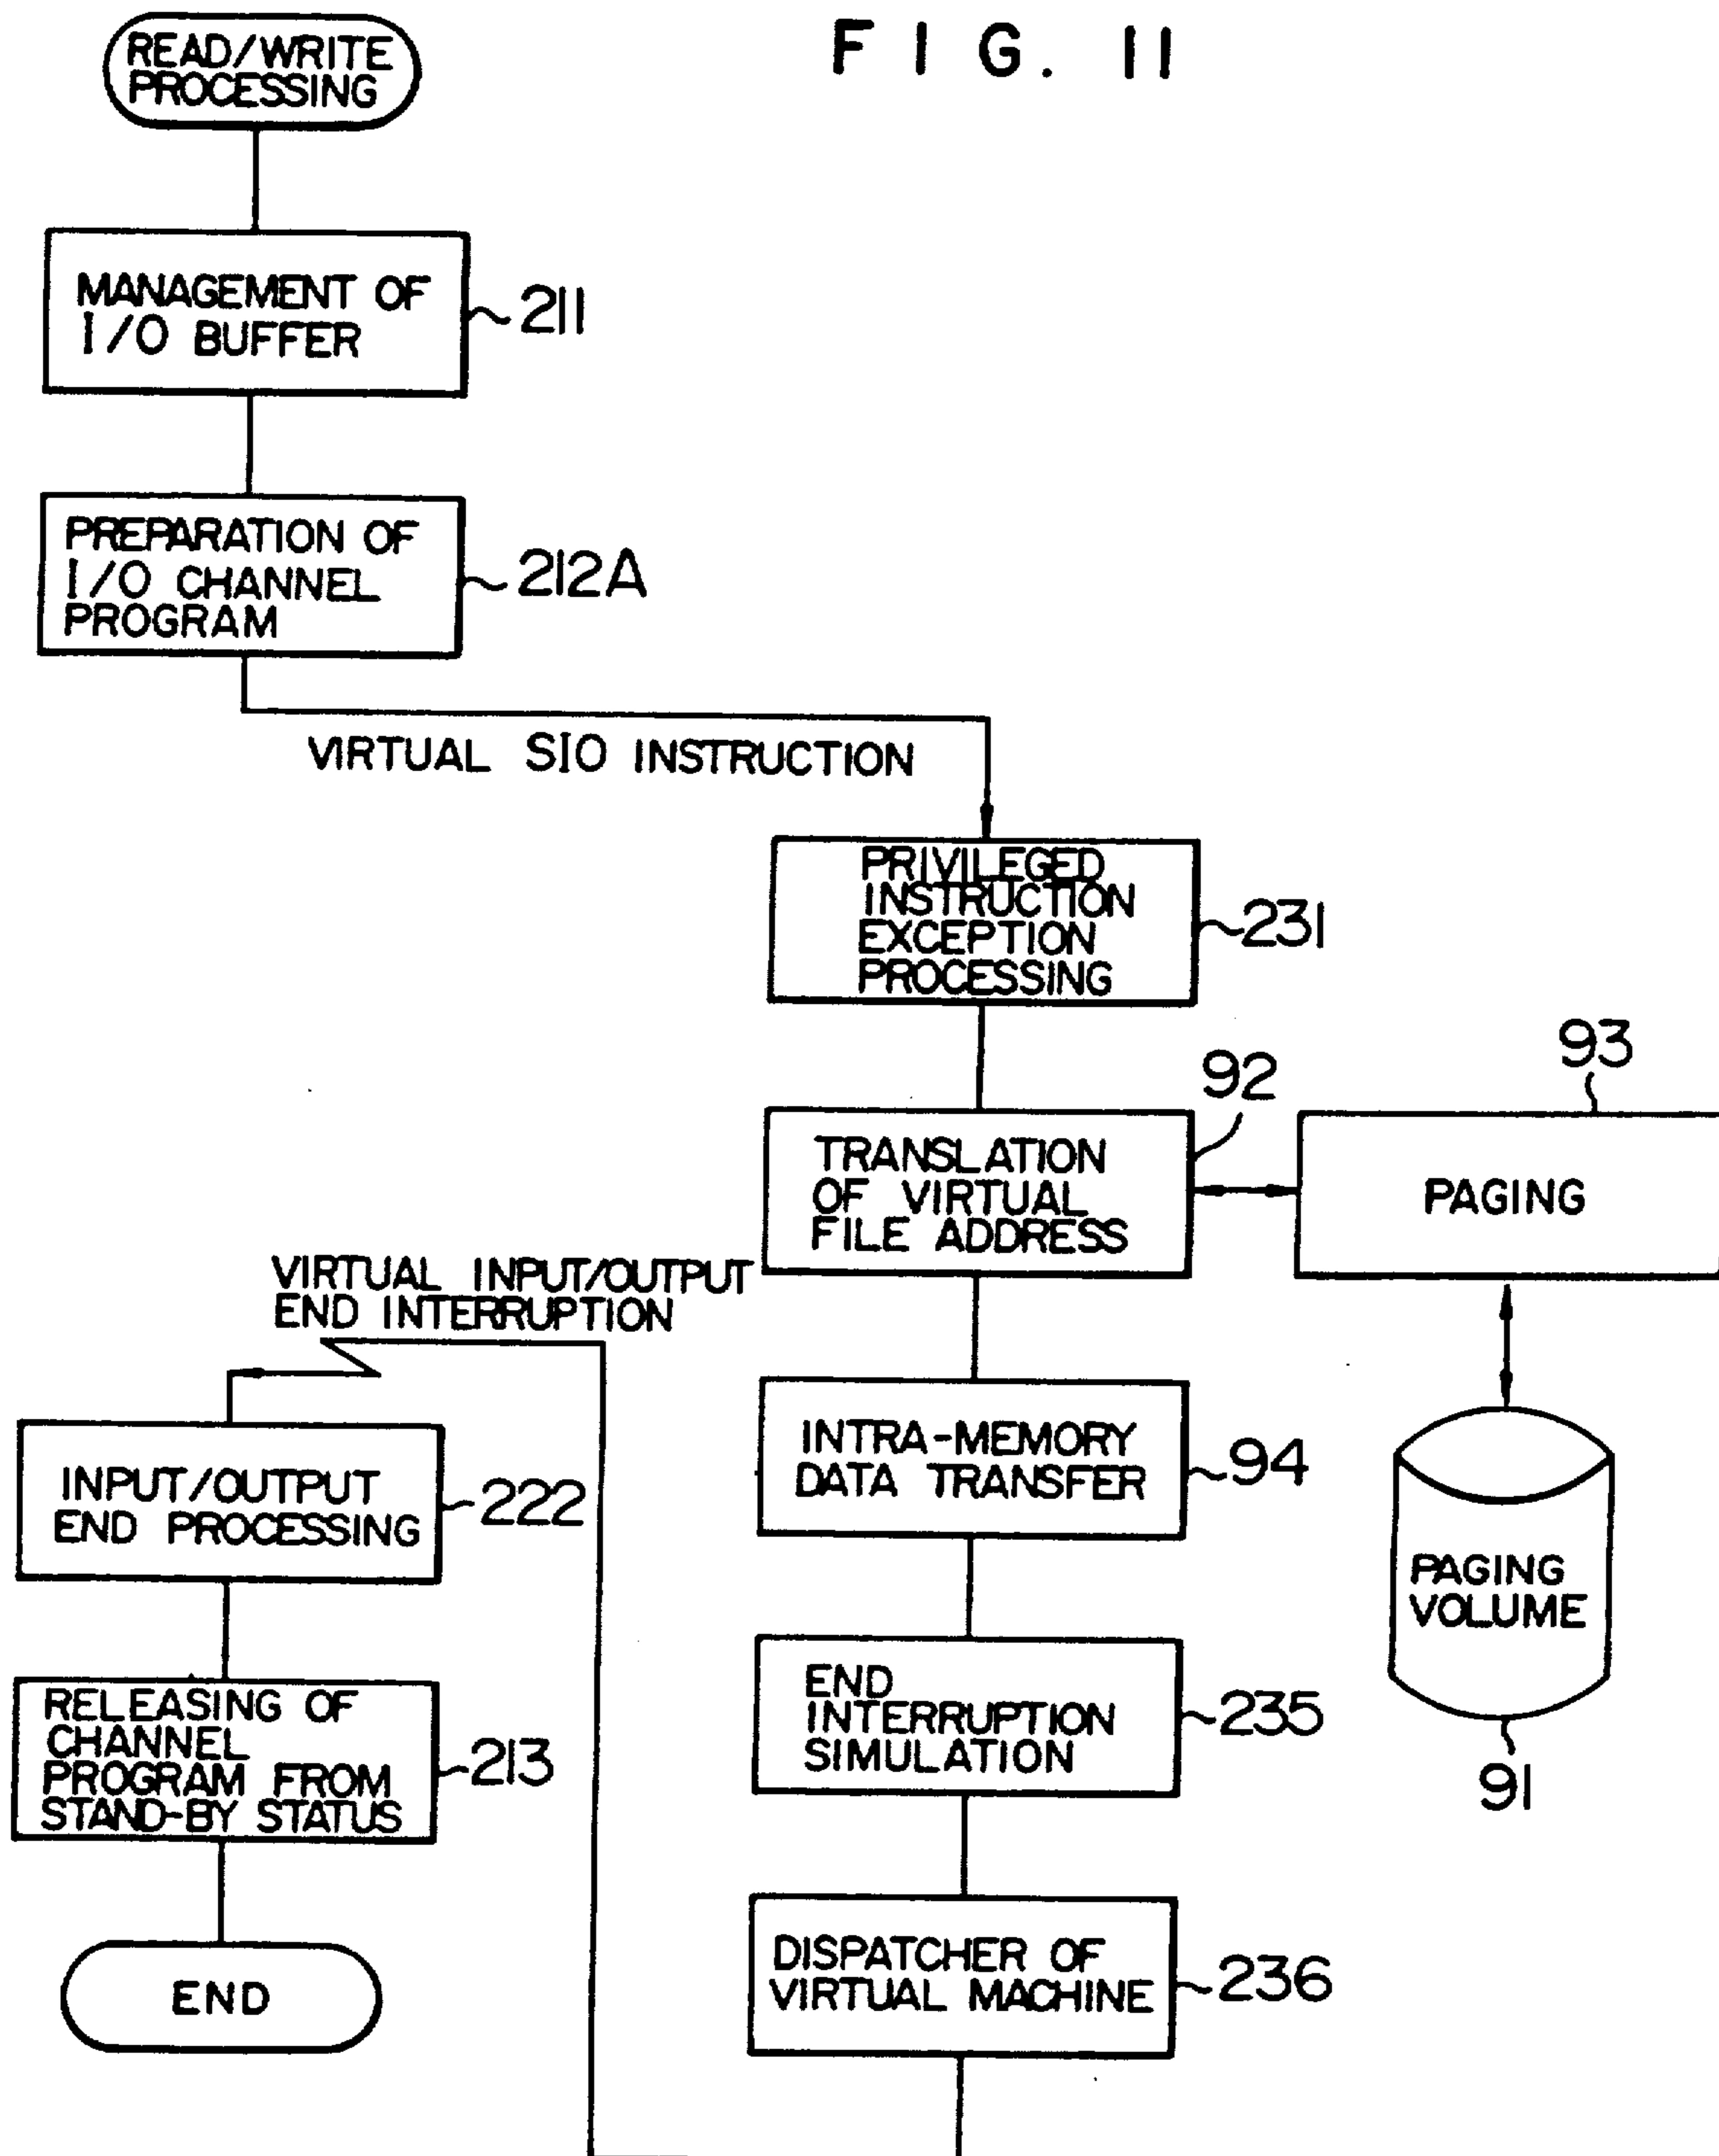 FIG. 11
READ/WRITE
PROCESSING
MANAGEMENT OF
I/O BUFFER
211
PREPARATION OF
I/O CHANNEL
PROGRAM
212A
VIRTUAL SIO INSTRUCTION
PRIVILEGED
INSTRUCTION
EXCEPTION
PROCESSING
231
TRANSLATION
OF VIRTUAL
FILE ADDRESS
92
PAGING
93
PAGING
VOLUME
91
INTRA-MEMORY
DATA TRANSFER
94
END
INTERRUPTION
SIMULATION
235
DISPATCHER OF
VIRTUAL MACHINE
236
VIRTUAL INPUT/OUTPUT
END INTERRUPTION
INPUT/OUTPUT
END PROCESSING
222
RELEASING OF
CHANNEL
PROGRAM FROM
STAND-BY STATUS
213
END